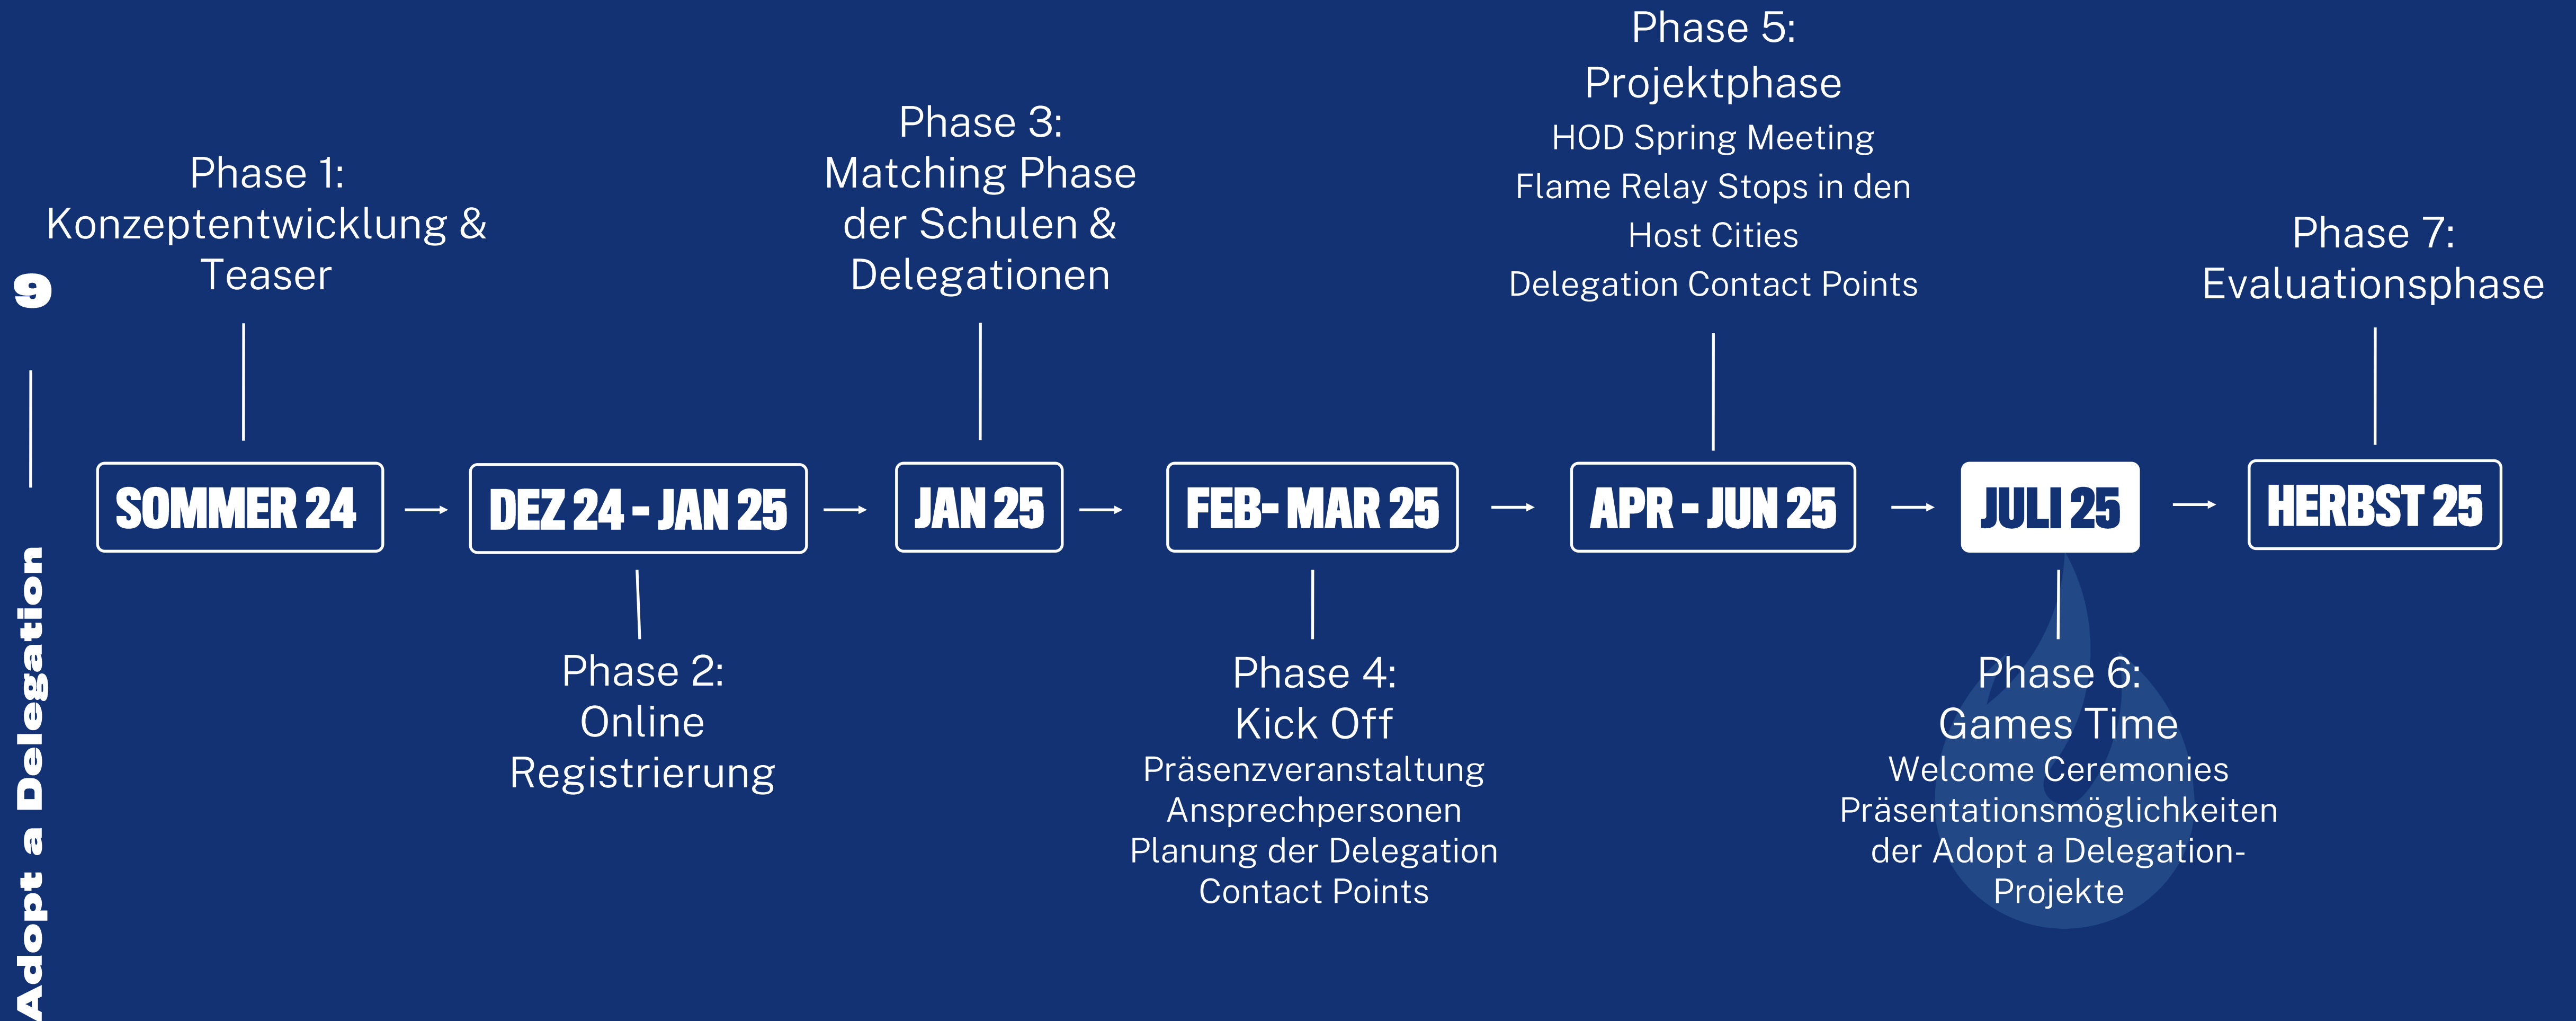 Phase 1:
Konzeptentwicklung &
Teaser
SOMMER 24
DEZ 24 - JAN 25
Phase 2:
Online
Registrierung
Phase 3:
Matching Phase
der Schulen &
Delegationen
JAN 25
FEB- MAR 25
Phase 4:
Kick Off
Präsenzveranstaltung
Ansprechpersonen
Planung der Delegation
Contact Points
Phase 5:
Projektphase
HOD Spring Meeting
Flame Relay Stops in den
Host Cities
Delegation Contact Points
APR - JUN 25
JULI 25
Phase 6:
Games Time
Welcome Ceremonies
Präsentationsmöglichkeiten
der Adopt a Delegation-
Projekte
Phase 7:
Evaluationsphase
HERBST 25
Adopt a Delegation
9